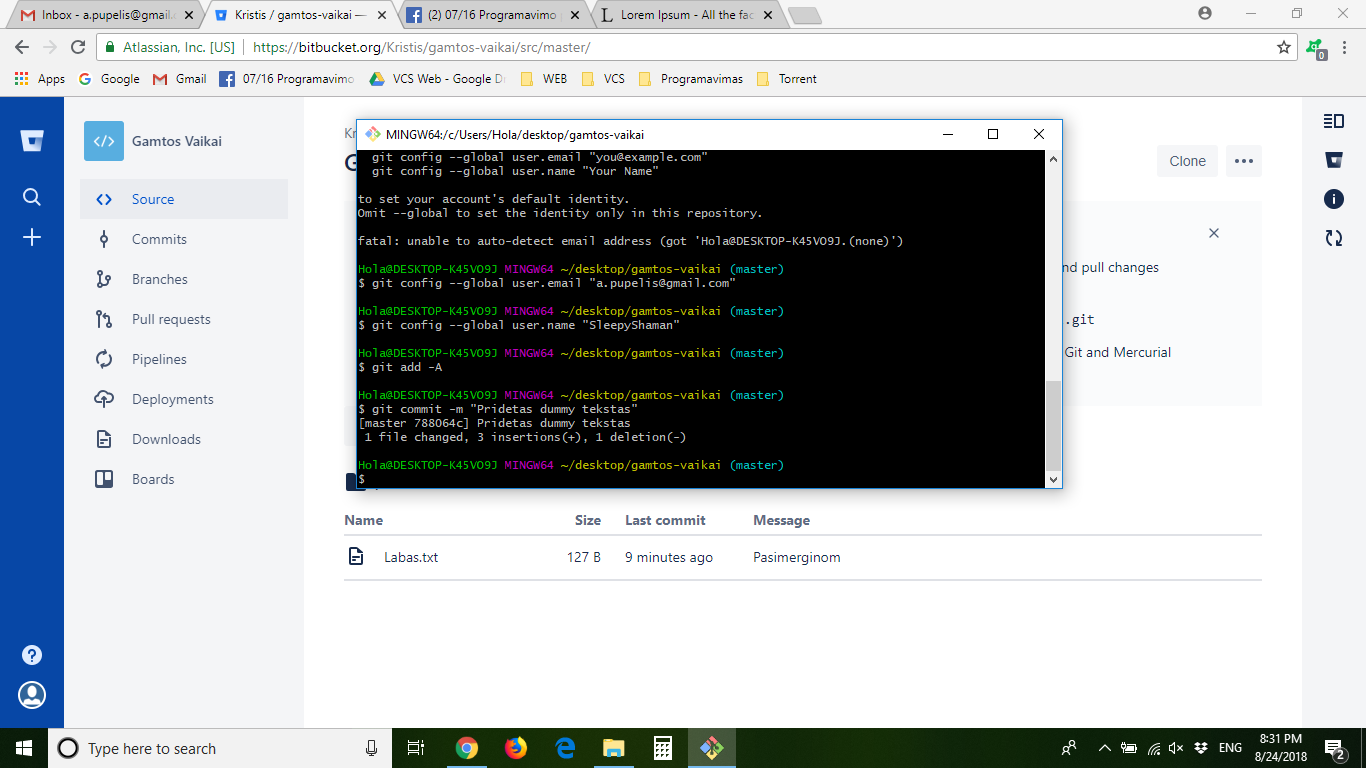 Inbox - a.pupelis@gmail.c
Kristis / gamtos-vaikai —
(2) 07/16 Programavimo
Lorem Ipsum - All the fac
Atlassian, Inc. [US]
https://bitbucket.org/Kristis/gamtos-vaikai/src/master/
0
Apps
Google
Gmail
07/16 Programavimo
VCS Web - Google Dr
WEB
VCS
Programavimas
Torrent
Gamtos Vaikai
Source
Commits
Branches
Pull requests
Pipelines
Deployments
Downloads
Boards
Kr
G
Clone
nd pull changes
.git
Git and Mercurial
MINGW64:/c/Users/Hola/desktop/gamtos-vaikai
git config --global user.email "you@example.com"
git config --global user.name "Your Name"
to set your account's default identity.
Omit --global to set the identity only in this repository.
fatal: unable to auto-detect email address (got 'Hola@DESKTOP-K45VO9J.(none)')
Hola@DESKTOP-K45VO9J MINGW64 ~/desktop/gamtos-vaikai (master)
$ git config --global user.email "a.pupelis@gmail.com"
Hola@DESKTOP-K45VO9J MINGW64 ~/desktop/gamtos-vaikai (master)
$ git config --global user.name "SleepyShaman"
Hola@DESKTOP-K45VO9J MINGW64 ~/desktop/gamtos-vaikai (master)
$ git add -A
Hola@DESKTOP-K45VO9J MINGW64 ~/desktop/gamtos-vaikai (master)
$ git commit -m "Pridetas dummy tekstas"
[master 788064c] Pridetas dummy tekstas
1 file changed, 3 insertions(+), 1 deletion(-)
Hola@DESKTOP-K45VO9J MINGW64 ~/desktop/gamtos-vaikai (master)
$
Name Size Last commit Message
Labas.txt 127 B 9 minutes ago Pasimerginom
Type here to search
ENG
8:31 PM
8/24/2018
2